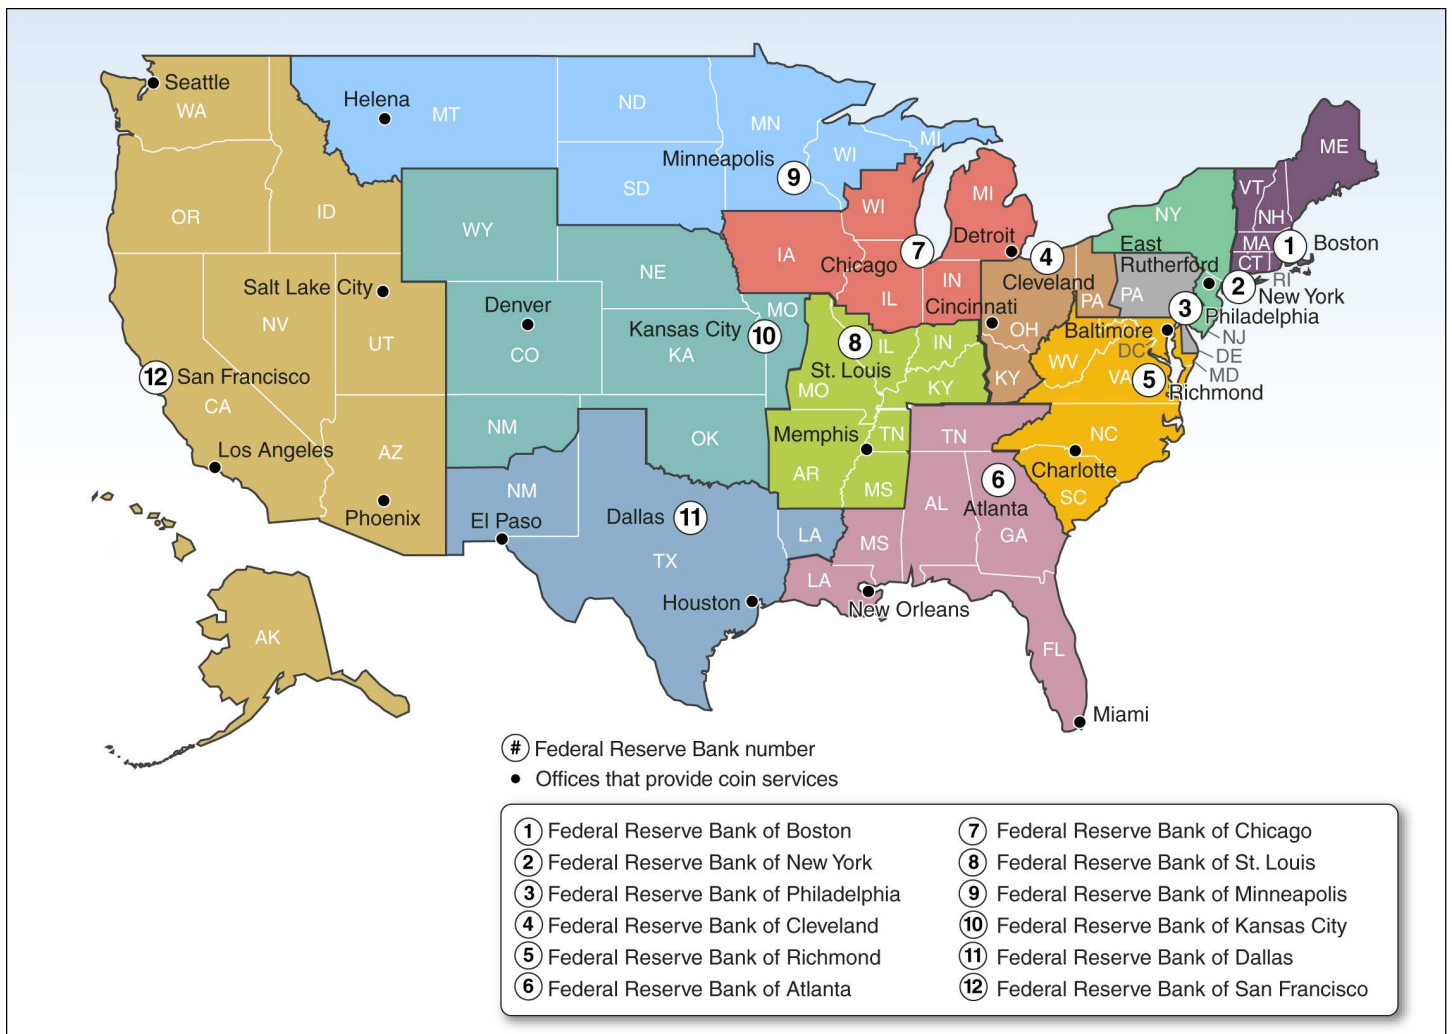 Seattle
WA
Helena
MT
ND
MN
MI
WI
Minneapolis
9
SD
ME
VT
NH
MA
1 Boston
CT
RI
OR
ID
WY
NY
MI
WI
Detroit
4
Cleveland
East
Rutherford
2
New York
IA
Chicago
7
IN
IL
NE
Salt Lake City
NV
UT
Denver
CO
Kansas City
10
KA
MO
Cincinnati
OH
PA
PA
3
Philadelphia
Baltimore
NJ
DC
DE
MD
8
IL
IN
St. Louis
MO
KY
KY
WV
VA
5
Richmond
12 San Francisco
CA
Los Angeles
AZ
Phoenix
NM
OK
Memphis
TN
TN
NC
Charlotte
AR
MS
6
Atlanta
SC
AL
GA
NM
El Paso
Dallas 11
TX
LA
MS
LA
Houston
New Orleans
AK
FL
Miami
# Federal Reserve Bank number
Offices that provide coin services
1 Federal Reserve Bank of Boston
2 Federal Reserve Bank of New York
3 Federal Reserve Bank of Philadelphia
4 Federal Reserve Bank of Cleveland
5 Federal Reserve Bank of Richmond
6 Federal Reserve Bank of Atlanta
7 Federal Reserve Bank of Chicago
8 Federal Reserve Bank of St. Louis
9 Federal Reserve Bank of Minneapolis
10 Federal Reserve Bank of Kansas City
11 Federal Reserve Bank of Dallas
12 Federal Reserve Bank of San Francisco